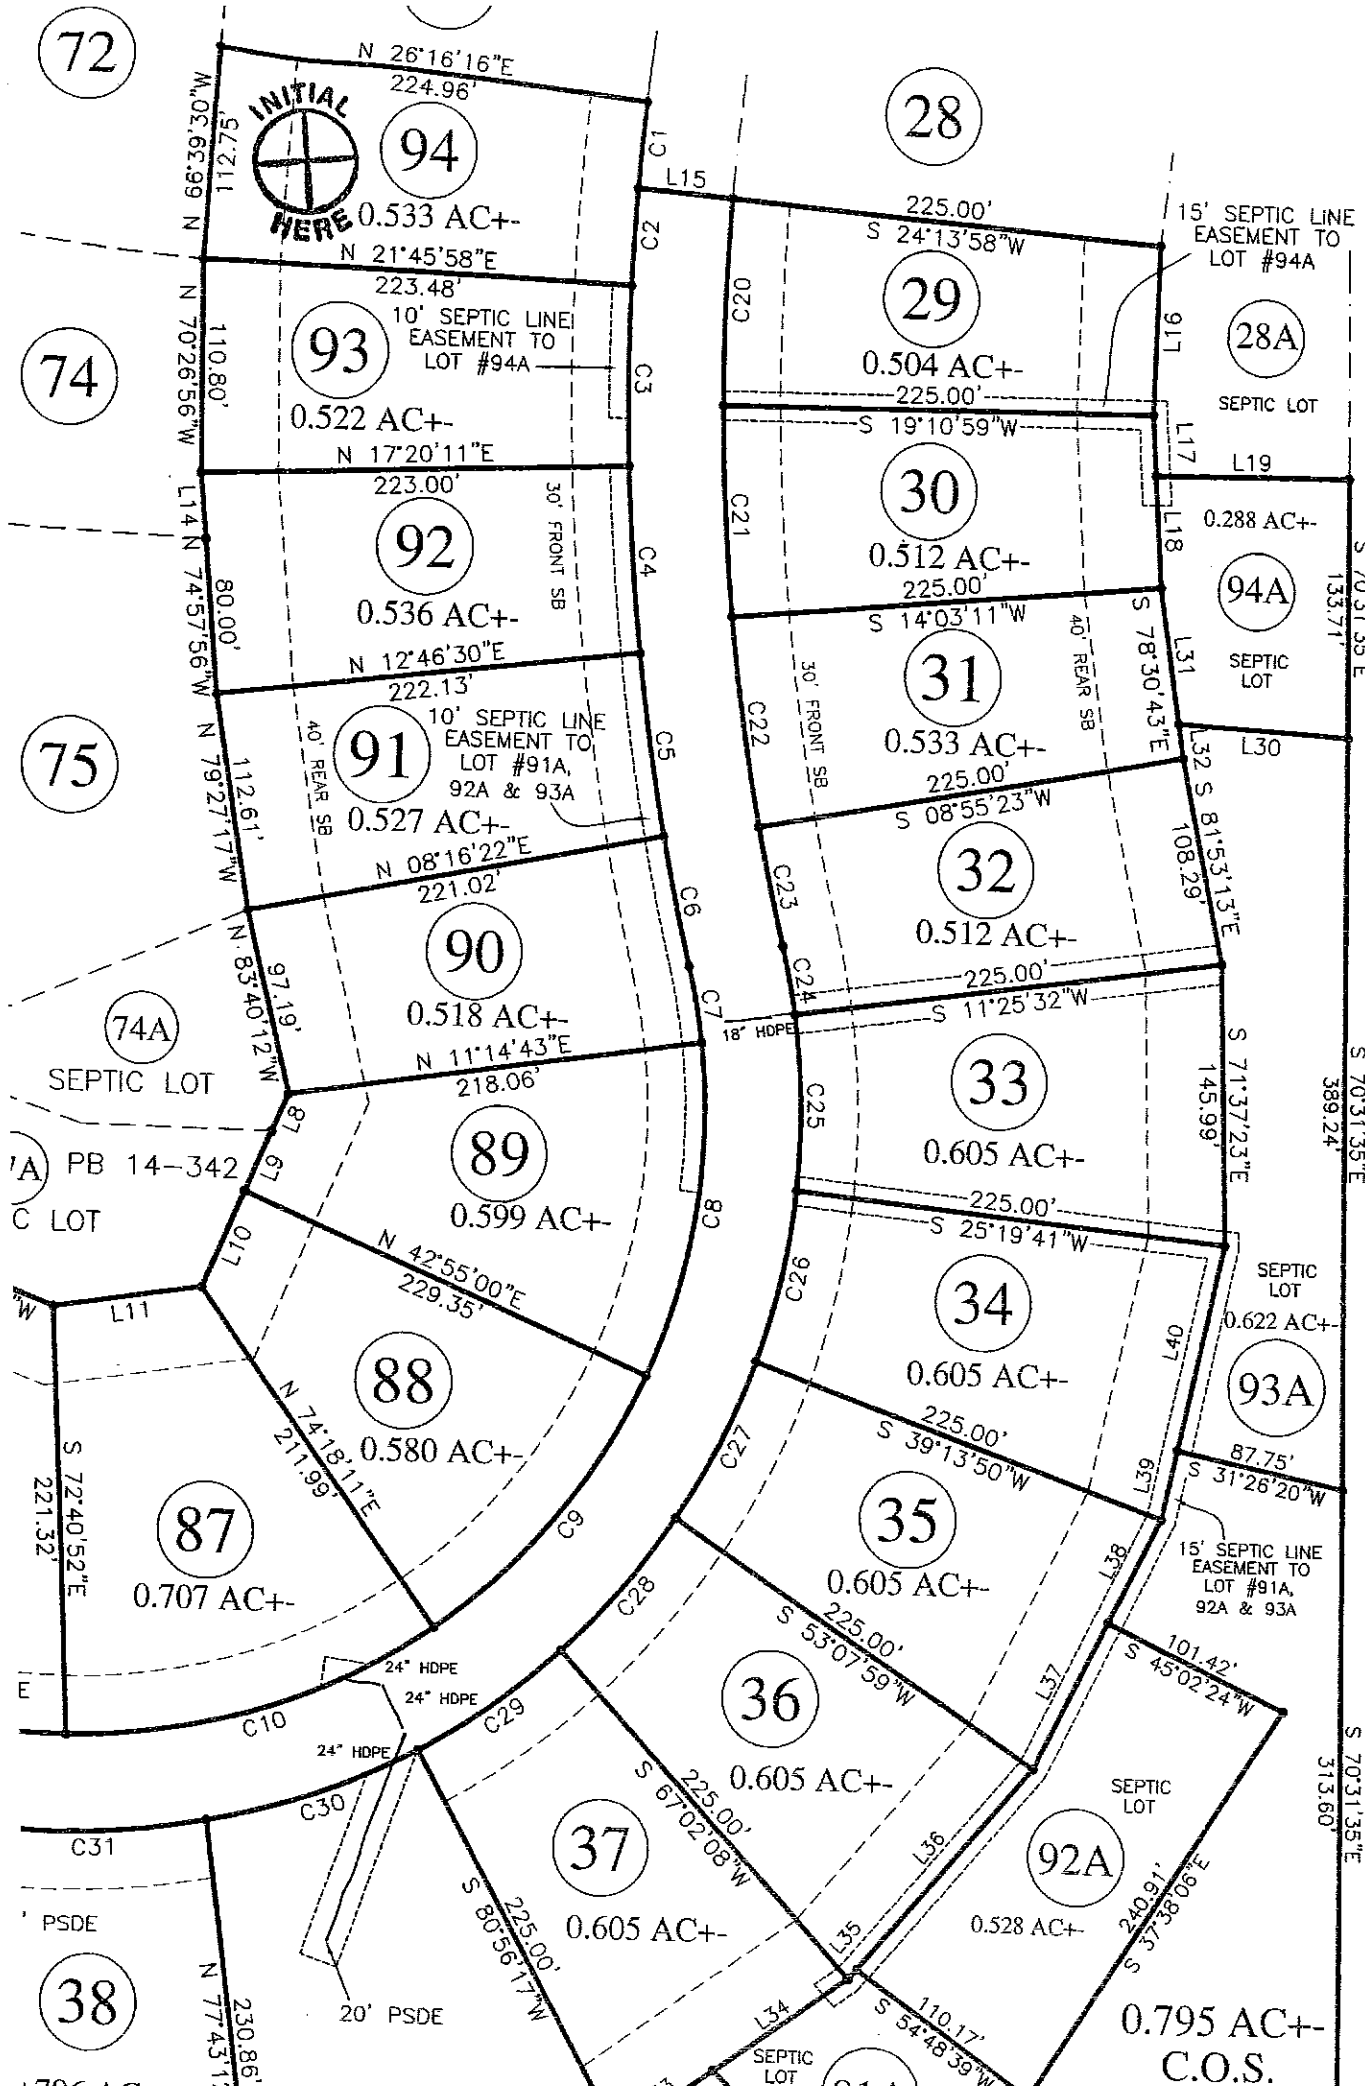 72
N 26°16'16"E
224.96'
N 69°39'30"W
112.75'
INITIAL
HERE
94
0.533 AC+-
C1
L15
28
225.00'
S 24°13'58"W
15' SEPTIC LINE
EASEMENT TO
LOT #94A
N 21°45'58"E
223.48'
C2
C20
29
0.504 AC+-
225.00'
S 19°10'59"W
L16
28A
SEPTIC LOT
74
N 70°26'56"W
110.80'
93
0.522 AC+-
10' SEPTIC LINE
EASEMENT TO
LOT #94A
C3
N 17°20'11"E
223.00'
L17
L19
L14
92
0.536 AC+-
30' FRONT SB
C4
C21
30
0.512 AC+-
225.00'
S 14°03'11"W
L18
0.288 AC+-
94A
SEPTIC
LOT
S 70°31'35"E
133.71'
N 74°57'56"W
80.00'
N 12°46'30"E
222.13'
75
N 79°27'17"W
112.61'
40' REAR SB
91
0.527 AC+-
10' SEPTIC LINE
EASEMENT TO
LOT #91A,
92A & 93A
C5
C22
30' FRONT SB
31
0.533 AC+-
40' REAR SB
S 78°30'43"E
L31
L30
L32
225.00'
S 08°55'23"W
N 08°16'22"E
221.02'
C6
C23
32
0.512 AC+-
S 81°53'13"E
108.29'
N 83°40'12"W
97.19'
90
0.518 AC+-
C7
C24
18" HDPE
225.00'
S 11°25'32"W
N 11°14'43"E
218.06'
74A
SEPTIC LOT
L8
L9
PB 14-342
C LOT
89
0.599 AC+-
C8
C25
33
0.605 AC+-
S 71°37'23"E
145.99'
S 70°31'35"E
389.24'
225.00'
S 25°19'41"W
L10
L11
N 42°55'00"E
229.35'
C26
34
0.605 AC+-
L40
SEPTIC
LOT
0.622 AC+-
93A
88
0.580 AC+-
N 74°18'11"E
211.99'
S 72°40'52"E
221.32'
87
0.707 AC+-
C9
C27
225.00'
S 39°13'50"W
L39
87.75'
S 31°26'20"W
35
0.605 AC+-
L38
15' SEPTIC LINE
EASEMENT TO
LOT #91A,
92A & 93A
C28
225.00'
S 53°07'59"W
101.42'
S 45°02'24"W
L37
24" HDPE
24" HDPE
24" HDPE
E
C10
C29
36
0.605 AC+-
S 70°31'35"E
313.60'
C30
C31
225.00'
S 67°02'08"W
L36
SEPTIC
LOT
92A
0.528 AC+-
240.91'
S 37°38'06"E
37
0.605 AC+-
S 80°56'17"W
225.00'
L35
' PSDE
38
N 77°43'1
230.86'
20' PSDE
L34
110.17'
S 54°48'39"W
0.795 AC+-
C.O.S.
SEPTIC
LOT